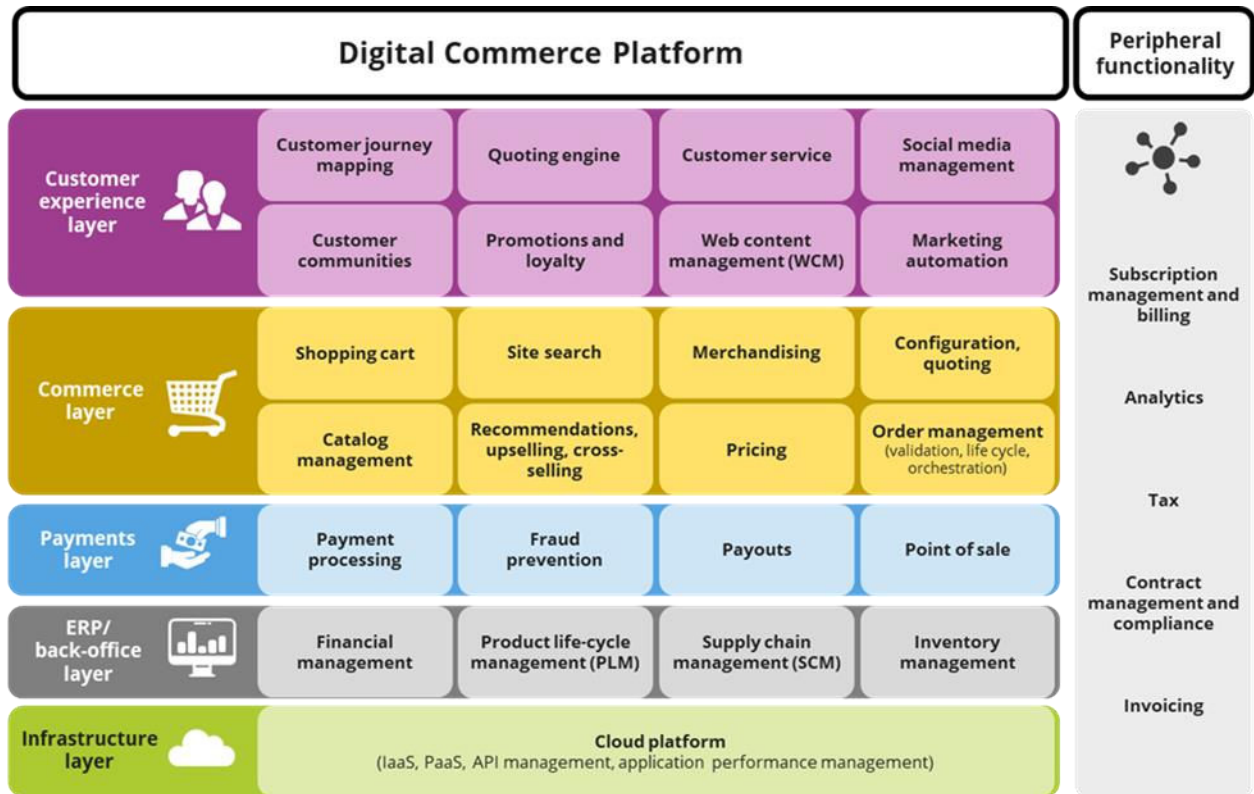 Digital Commerce Platform
Peripheral
functionality
Customer
experience
layer
Customer journey
mapping
Quoting engine
Customer service
Social media
management
Customer
communities
Promotions and
loyalty
Web content
management (WCM)
Marketing
automation
Commerce
layer
Shopping cart
Site search
Merchandising
Configuration,
quoting
Catalog
management
Recommendations,
upselling, cross-
selling
Pricing
Order management
(validation, life cycle,
orchestration)
Payments
layer
Payment
processing
Fraud
prevention
Payouts
Point of sale
ERP/
back-office
layer
Financial
management
Product life-cycle
management (PLM)
Supply chain
management (SCM)
Inventory
management
Infrastructure
layer
Cloud platform
(IaaS, PaaS, API management, application performance management)
Subscription
management and
billing
Analytics
Tax
Contract
management and
compliance
Invoicing